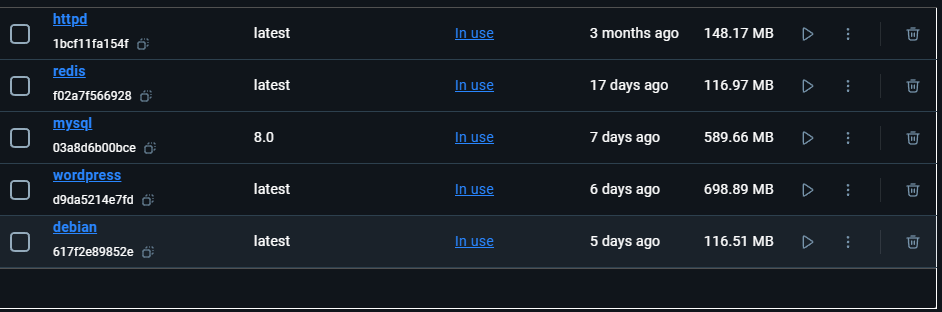 httpd
1bcf11fa154f latest In use 3 months ago 148.17 MB
redis
f02a7f566928 latest In use 17 days ago 116.97 MB
mysql
03a8d6b00bce 8.0 In use 7 days ago 589.66 MB
wordpress
d9da5214e7fd latest In use 6 days ago 698.89 MB
debian
617f2e89852e latest In use 5 days ago 116.51 MB